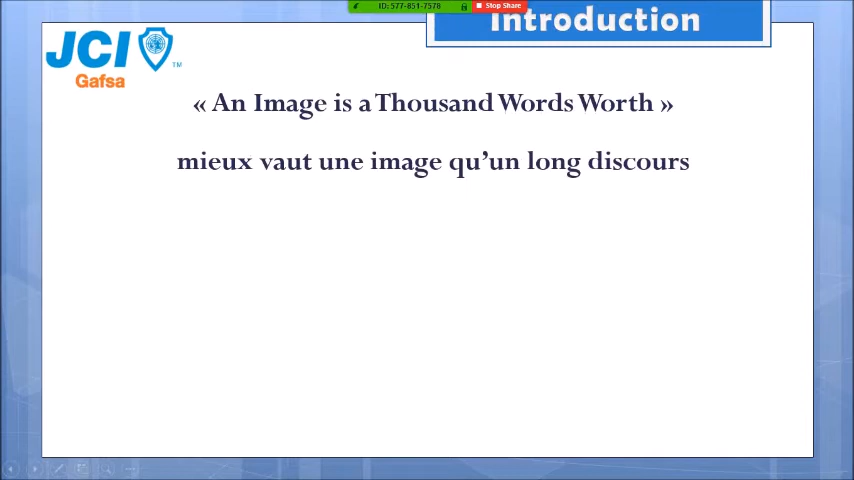 ID: 577-851-7578 Stop Share
Introduction
JCI
TM
Gafsa
« An Image is a Thousand Words Worth »
mieux vaut une image qu’un long discours